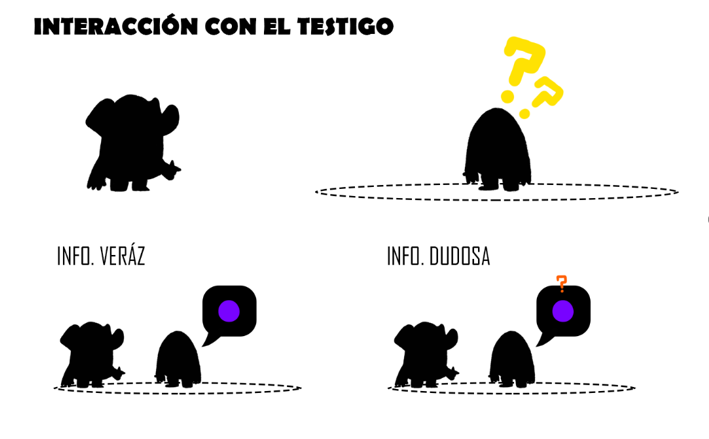 INTERACCIÓN CON EL TESTIGO
??
INFO. VERÁZ
INFO. DUDOSA
?